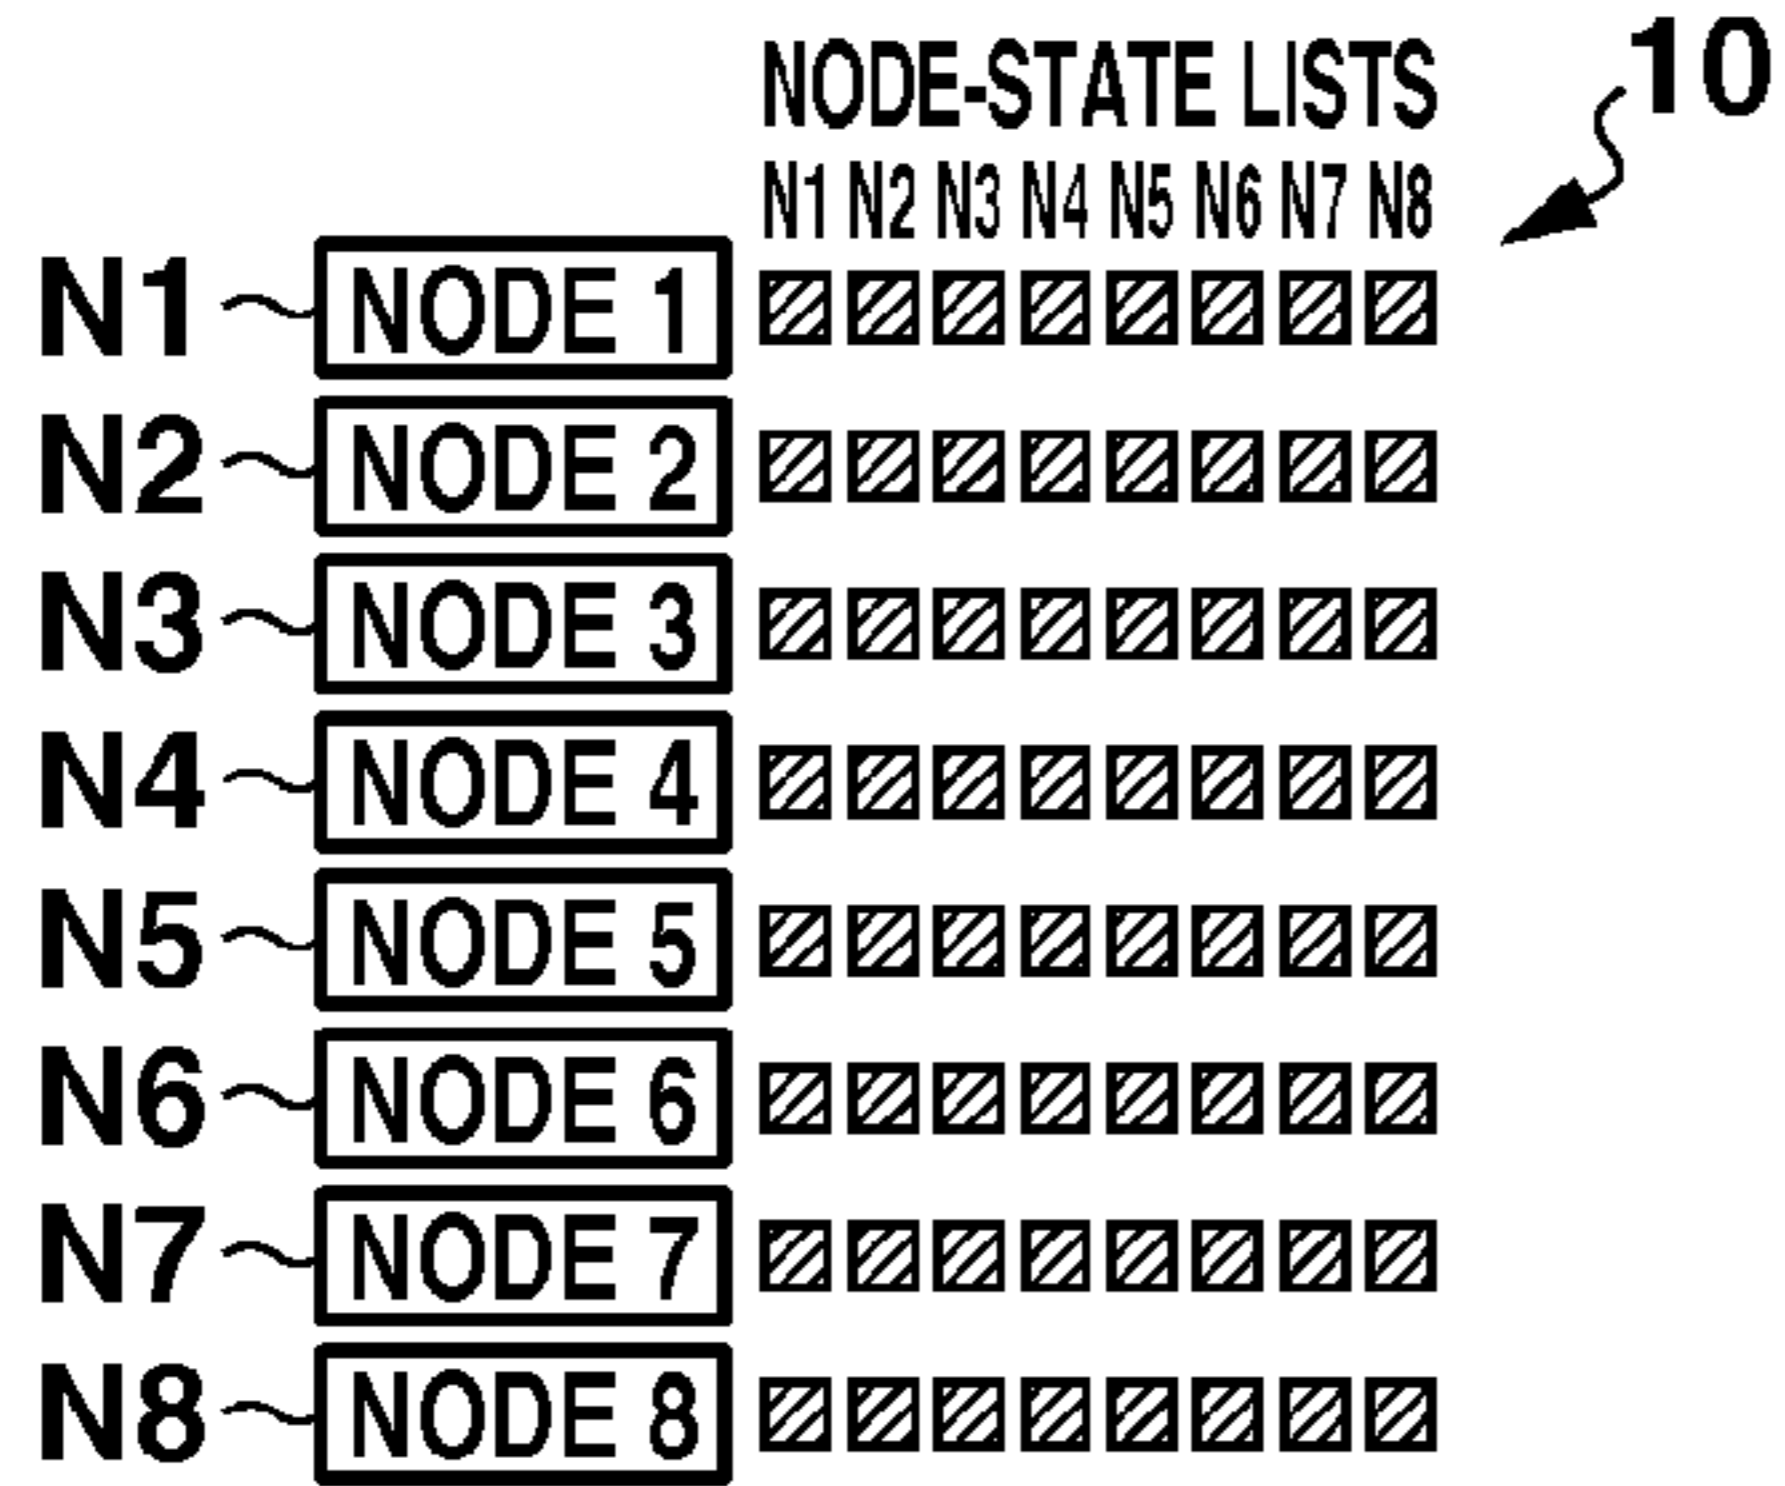 NODE-STATE LISTS 10
N1 N2 N3 N4 N5 N6 N7 N8
N1 NODE 1
N2 NODE 2
N3 NODE 3
N4 NODE 4
N5 NODE 5
N6 NODE 6
N7 NODE 7
N8 NODE 8